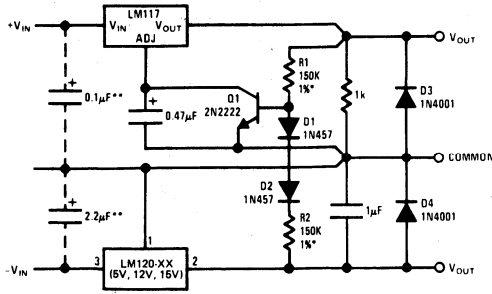 LM117
+VIN
VIN
VOUT
ADJ
VOUT
R1
150K
1%*
1k
D3
1N4001
+
0.1µF**
+
0.47µF
Q1
2N2222
D1
1N457
COMMON
+
2.2µF**
D2
1N457
R2
150K
1%*
1µF
D4
1N4001
1
-VIN
3
LM120-XX
(5V, 12V, 15V)
2
VOUT